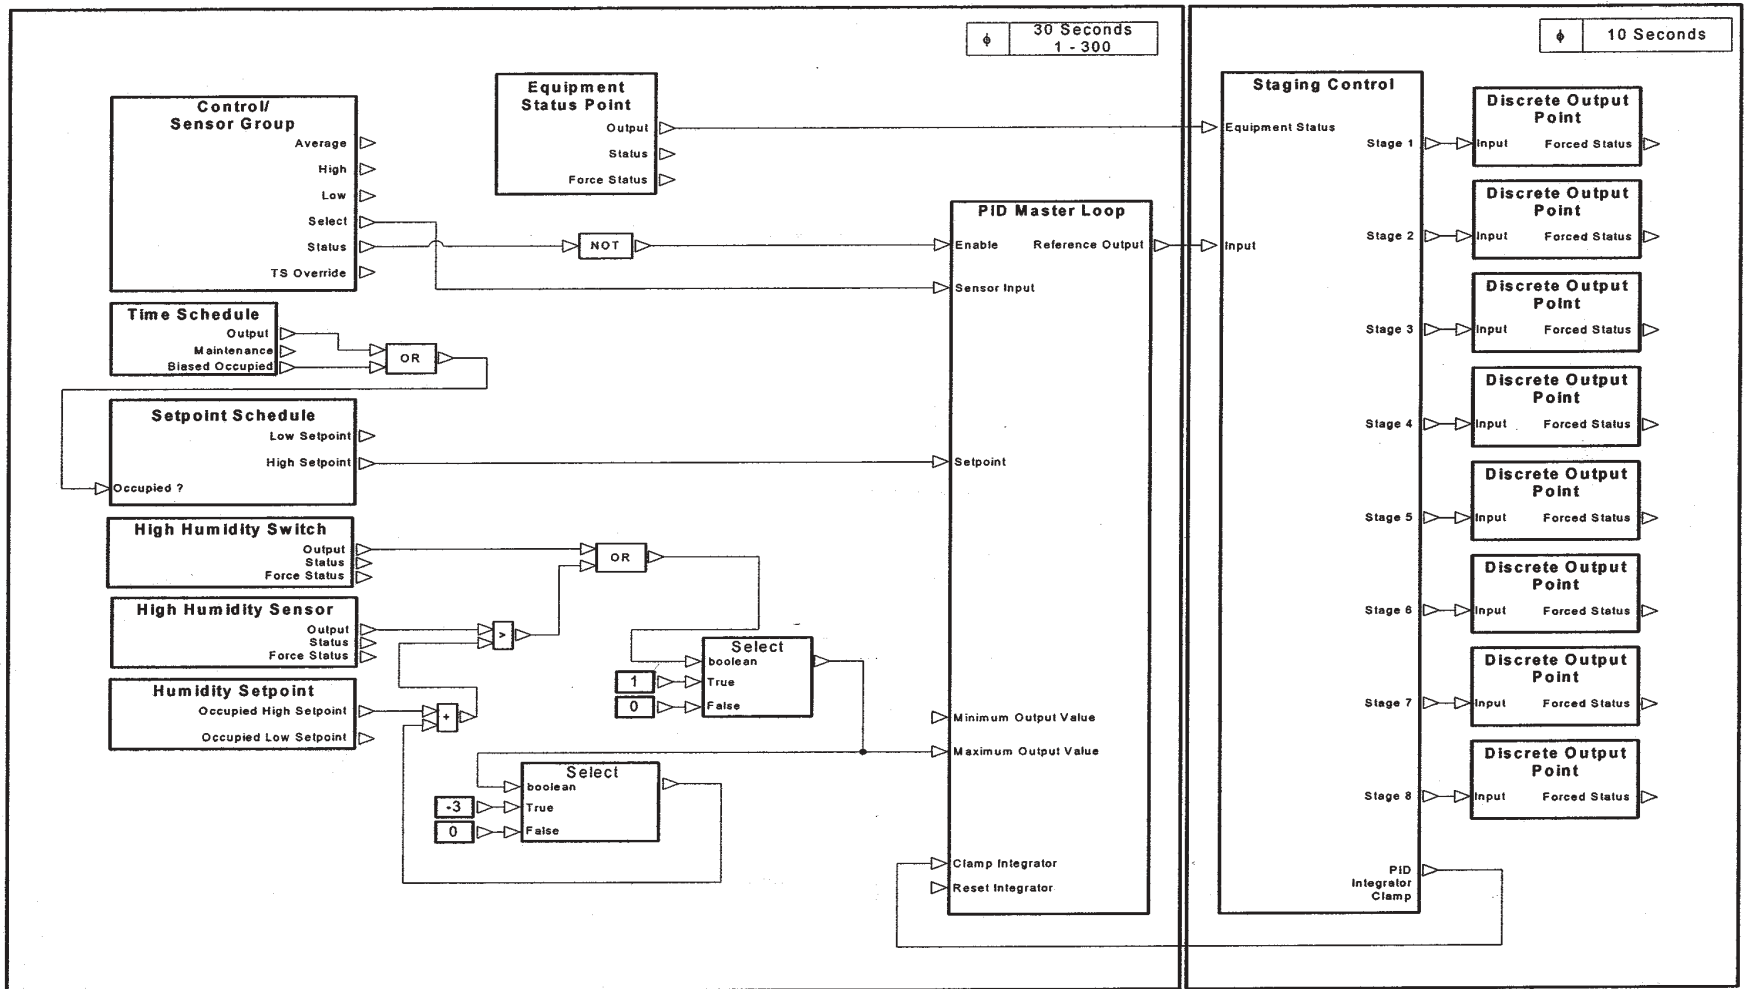 ϕ
30 Seconds
1 - 300
ϕ
10 Seconds
Control/
Sensor Group
Average
High
Low
Select
Status
TS Override
Equipment
Status Point
Output
Status
Force Status
NOT
Time Schedule
Output
Maintenance
Biased Occupied
OR
Setpoint Schedule
Low Setpoint
High Setpoint
Occupied ?
High Humidity Switch
Output
Status
Force Status
OR
High Humidity Sensor
Output
Status
Force Status
>
Humidity Setpoint
Occupied High Setpoint
Occupied Low Setpoint
+
Select
boolean
True
False
1
0
Select
boolean
True
False
-3
0
PID Master Loop
Enable
Reference Output
Sensor Input
Setpoint
Minimum Output Value
Maximum Output Value
Clamp Integrator
Reset Integrator
Staging Control
Equipment Status
Input
Stage 1
Stage 2
Stage 3
Stage 4
Stage 5
Stage 6
Stage 7
Stage 8
PID
Integrator
Clamp
Discrete Output
Point
Input Forced Status
Discrete Output
Point
Input Forced Status
Discrete Output
Point
Input Forced Status
Discrete Output
Point
Input Forced Status
Discrete Output
Point
Input Forced Status
Discrete Output
Point
Input Forced Status
Discrete Output
Point
Input Forced Status
Discrete Output
Point
Input Forced Status